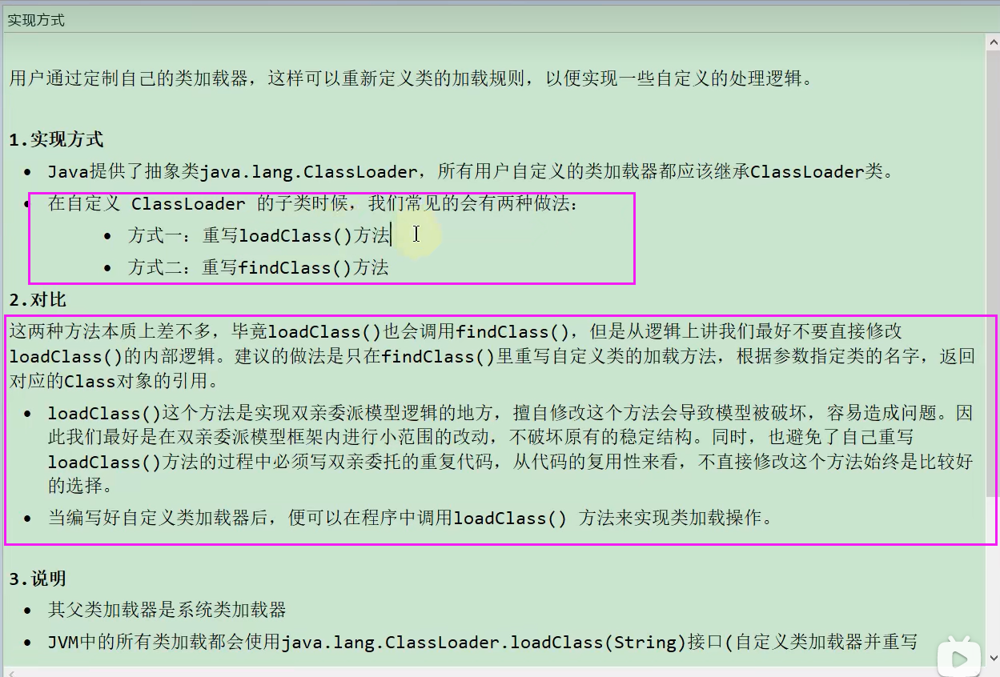 实现方式
用户通过定制自己的类加载器，这样可以重新定义类的加载规则，以便实现一些自定义的处理逻辑。
1.实现方式
• Java提供了抽象类java.lang.ClassLoader，所有用户自定义的类加载器都应该继承ClassLoader类。
• 在自定义 ClassLoader 的子类时候，我们常见的会有两种做法：
• 方式一：重写loadClass()方法
• 方式二：重写findClass()方法
2.对比
这两种方法本质上差不多，毕竟loadClass()也会调用findClass()，但是从逻辑上讲我们最好不要直接修改
loadClass()的内部逻辑。建议的做法是只在findClass()里重写自定义类的加载方法，根据参数指定类的名字，返回
对应的Class对象的引用。
• loadClass()这个方法是实现双亲委派模型逻辑的地方，擅自修改这个方法会导致模型被破坏，容易造成问题。因
此我们最好是在双亲委派模型框架内进行小范围的改动，不破坏原有的稳定结构。同时，也避免了自己重写
loadClass()方法的过程中必须写双亲委托的重复代码，从代码的复用性来看，不直接修改这个方法始终是比较好
的选择。
• 当编写好自定义类加载器后，便可以在程序中调用loadClass() 方法来实现类加载操作。
3.说明
• 其父类加载器是系统类加载器
• JVM中的所有类加载都会使用java.lang.ClassLoader.loadClass(String)接口(自定义类加载器并重写